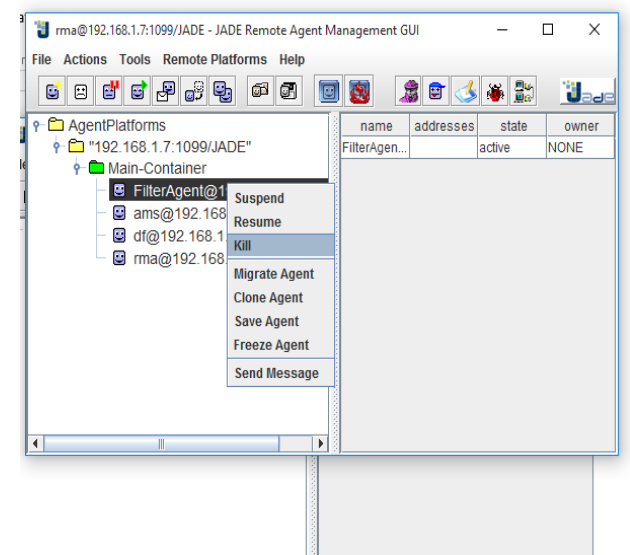 rma@192.168.1.7:1099/JADE - JADE Remote Agent Management GUI
File Actions Tools Remote Platforms Help
Jade
AgentPlatforms
"192.168.1.7:1099/JADE"
Main-Container
FilterAgent@1
ams@192.168
df@192.168.1.
rma@192.168.
Suspend
Resume
Kill
Migrate Agent
Clone Agent
Save Agent
Freeze Agent
Send Message
name addresses state owner
FilterAgen... active NONE